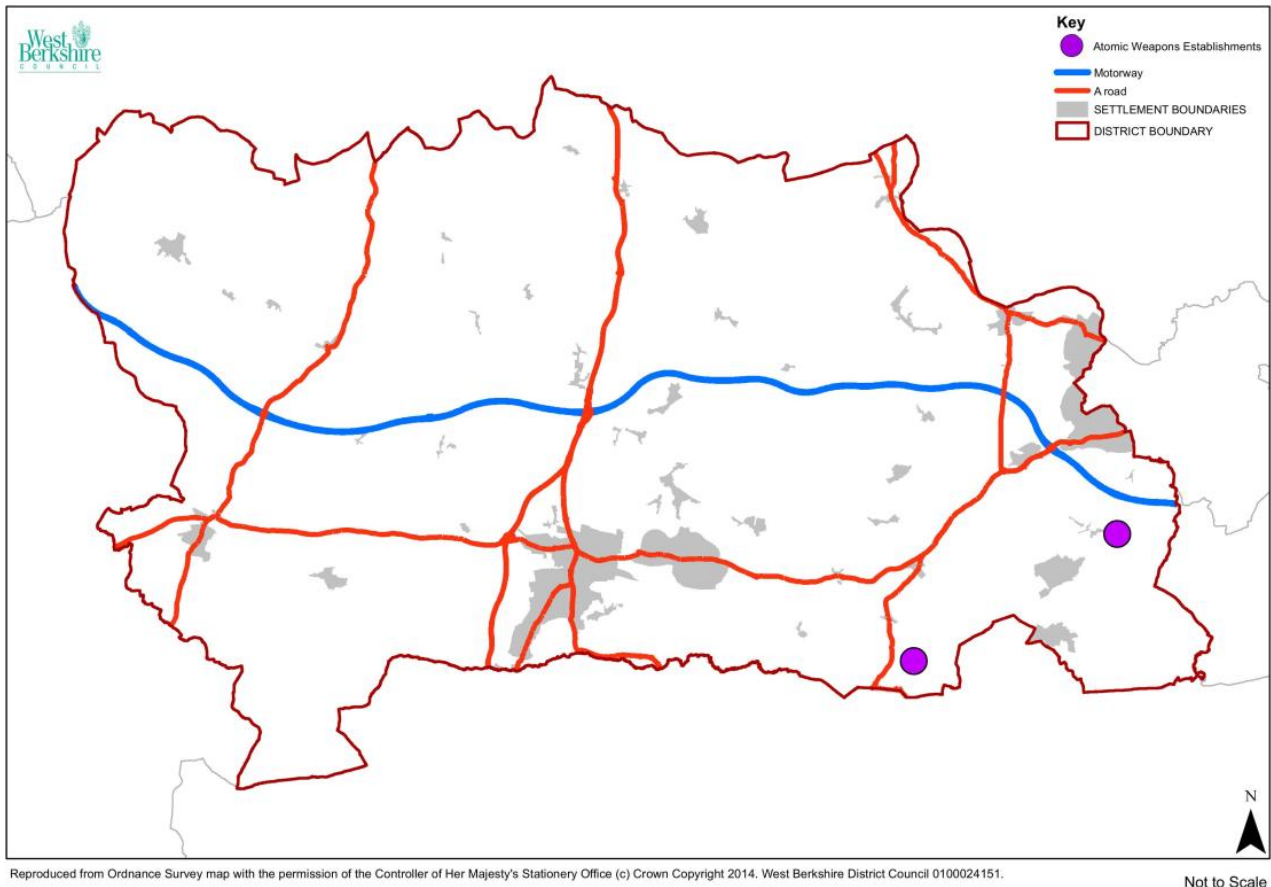 West
Berkshire
COUNCIL
Key
Atomic Weapons Establishments
Motorway
A road
SETTLEMENT BOUNDARIES
DISTRICT BOUNDARY
N
Reproduced from Ordnance Survey map with the permission of the Controller of Her Majesty's Stationery Office (c) Crown Copyright 2014. West Berkshire District Council 0100024151.
Not to Scale